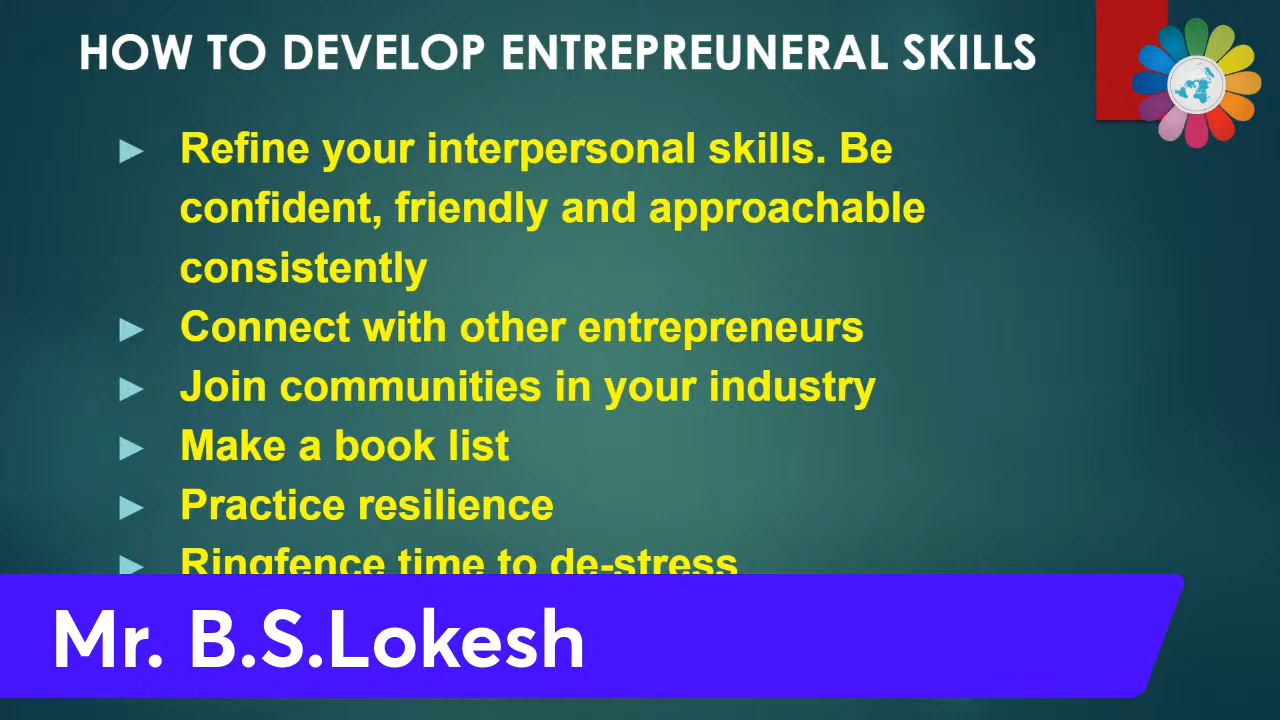 HOW TO DEVELOP ENTREPREUNERAL SKILLS
Refine your interpersonal skills. Be
confident, friendly and approachable
consistently
Connect with other entrepreneurs
Join communities in your industry
Make a book list
Practice resilience
Ringfence time to de-stress
Mr. B.S.Lokesh